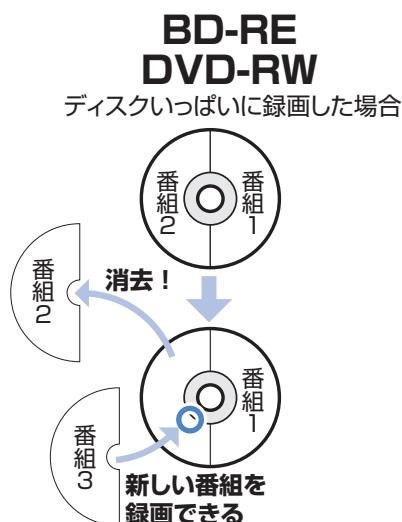 BD-RE
DVD-RW
ディスクいっぱいに録画した場合
番組2
番組1
番組2
消去！
番組1
番組3
新しい番組を
録画できる